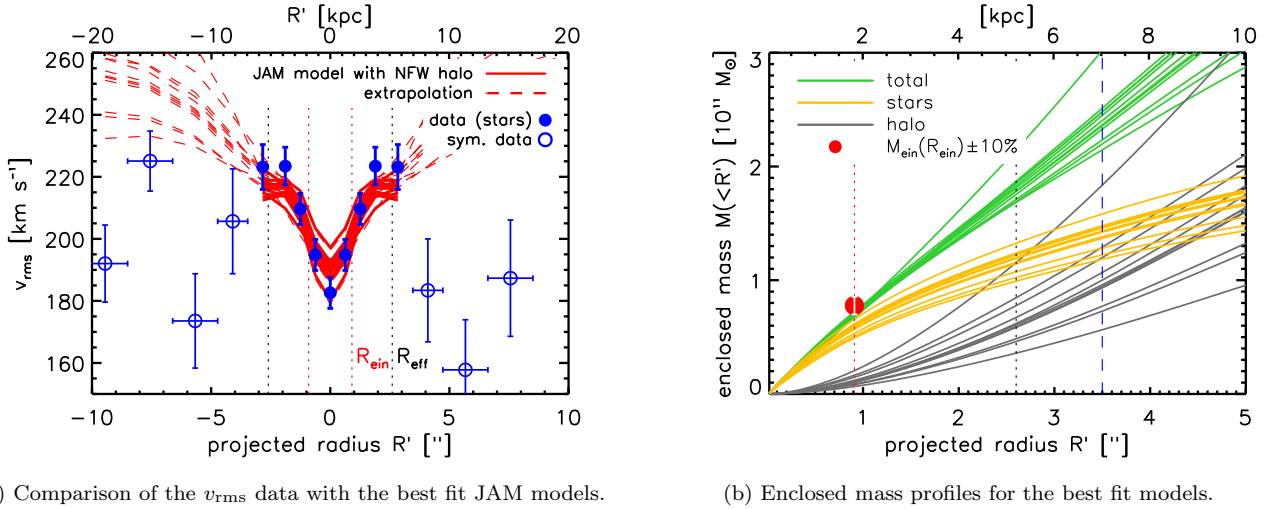 R' [kpc]
−20 −10 0 10 20
260
240
220
200
180
160
v_rms [km s⁻¹]
JAM model with NFW halo
extrapolation
data (stars)
sym. data
R_ein R_eff
−10 −5 0 5 10
projected radius R' ["]
) Comparison of the v_rms data with the best fit JAM models.
[kpc]
2 4 6 8 10
3
2
1
0
enclosed mass M(<R') [10¹¹ M_⊙]
total
stars
halo
M_ein(R_ein)±10%
1 2 3 4 5
projected radius R' ["]
(b) Enclosed mass profiles for the best fit models.